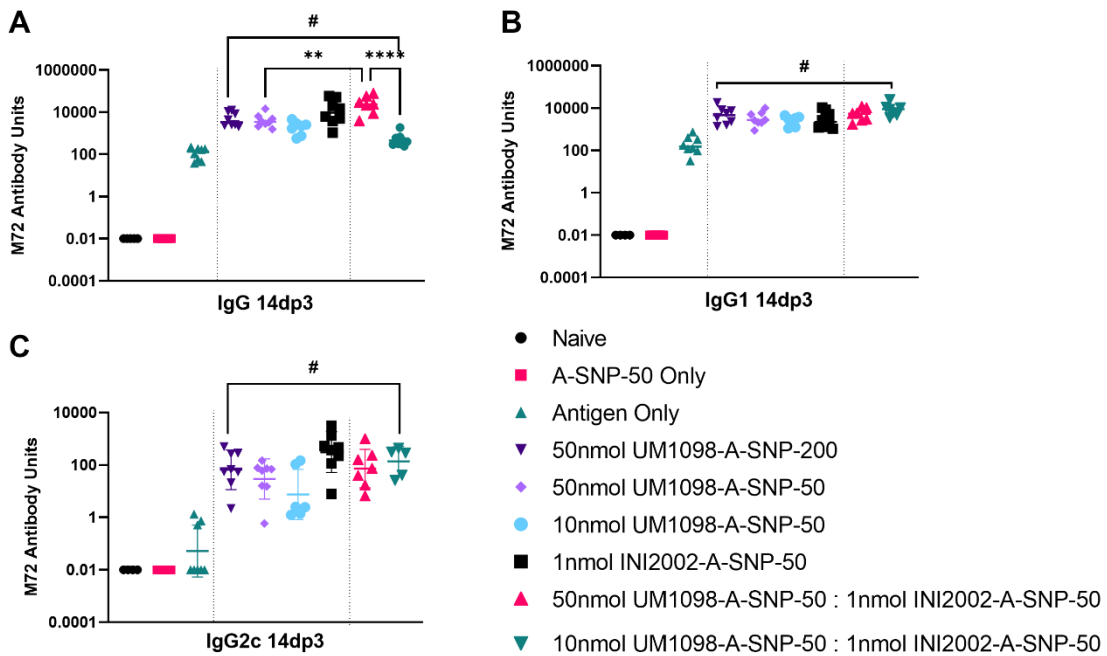 A
#
**
****
M72 Antibody Units
1000000
10000
100
1
0.01
0.0001
IgG 14dp3
B
#
M72 Antibody Units
1000000
10000
100
1
0.01
0.0001
IgG1 14dp3
C
#
M72 Antibody Units
10000
100
1
0.01
0.0001
IgG2c 14dp3
Naive
A-SNP-50 Only
Antigen Only
50nmol UM1098-A-SNP-200
50nmol UM1098-A-SNP-50
10nmol UM1098-A-SNP-50
1nmol INI2002-A-SNP-50
50nmol UM1098-A-SNP-50 : 1nmol INI2002-A-SNP-50
10nmol UM1098-A-SNP-50 : 1nmol INI2002-A-SNP-50